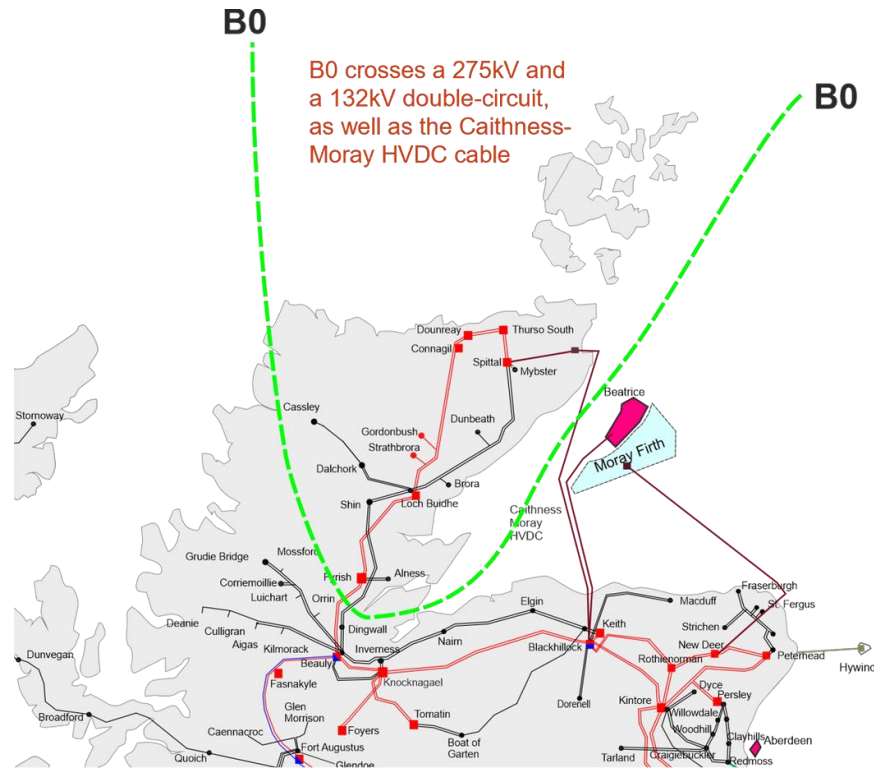 B0
B0 crosses a 275kV and
a 132kV double-circuit,
as well as the Caithness-
Moray HVDC cable
B0
Dounreay
Thurso South
Connagil
Spittal
Mybster
Beatrice
Stornoway
Cassley
Dunbeath
Gordonbush
Strathbrora
Moray Firth
Dalchork
Brora
Shin
Loch Buidhe
Caithness
Moray
HVDC
Grudie Bridge
Mossford
Fyrish
Alness
Corriemoillie
Luichart
Orrin
Fraserburgh
Macduff
St. Fergus
Elgin
Deanie
Culligran
Dingwall
Strichen
Aigas
Nairn
Keith
Kilmorack
Inverness
Blackhillock
New Deer
Dunvegan
Beauly
Rothienorman
Peterhead
Hywind
Fasnakyle
Knocknagael
Dyce
Persley
Kintore
Dorenell
Glen
Morrison
Tomatin
Willowdale
Broadford
Foyers
Woodhill
Caennacroc
Clayhills
Aberdeen
Boat of
Garten
Fort Augustus
Tarland
Craigiebuckler
Quoich
Redmoss
Glendoe